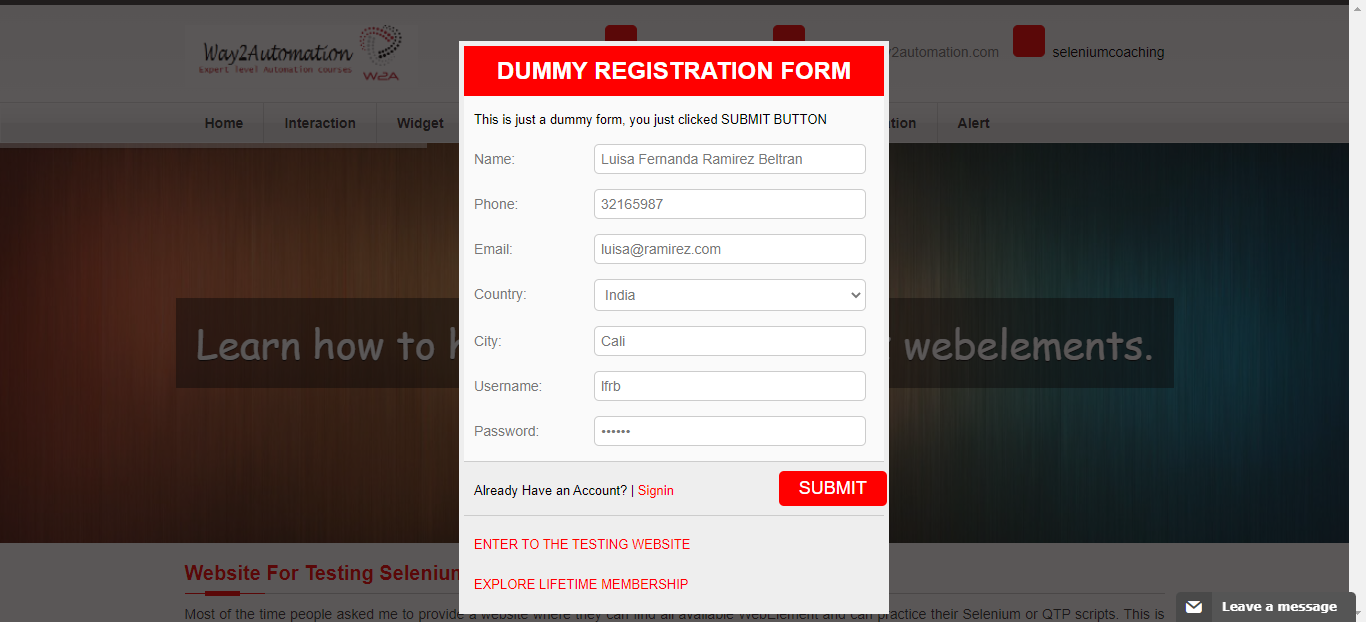 Way2Automation
Expert level Automation courses
W2A
2automation.com
seleniumcoaching
Home
Interaction
Widget
tion
Alert
DUMMY REGISTRATION FORM
This is just a dummy form, you just clicked SUBMIT BUTTON
Name: Luisa Fernanda Ramirez Beltran
Phone: 32165987
Email: luisa@ramirez.com
Country: India
City: Cali
Username: lfrb
Password: ••••••
Already Have an Account? | Signin
SUBMIT
ENTER TO THE TESTING WEBSITE
EXPLORE LIFETIME MEMBERSHIP
Learn how to webelements.
Website For Testing Selenium
Most of the time people asked me to provide a website where they can find all available WebElement and can practice their Selenium or QTP scripts. This is
Leave a message